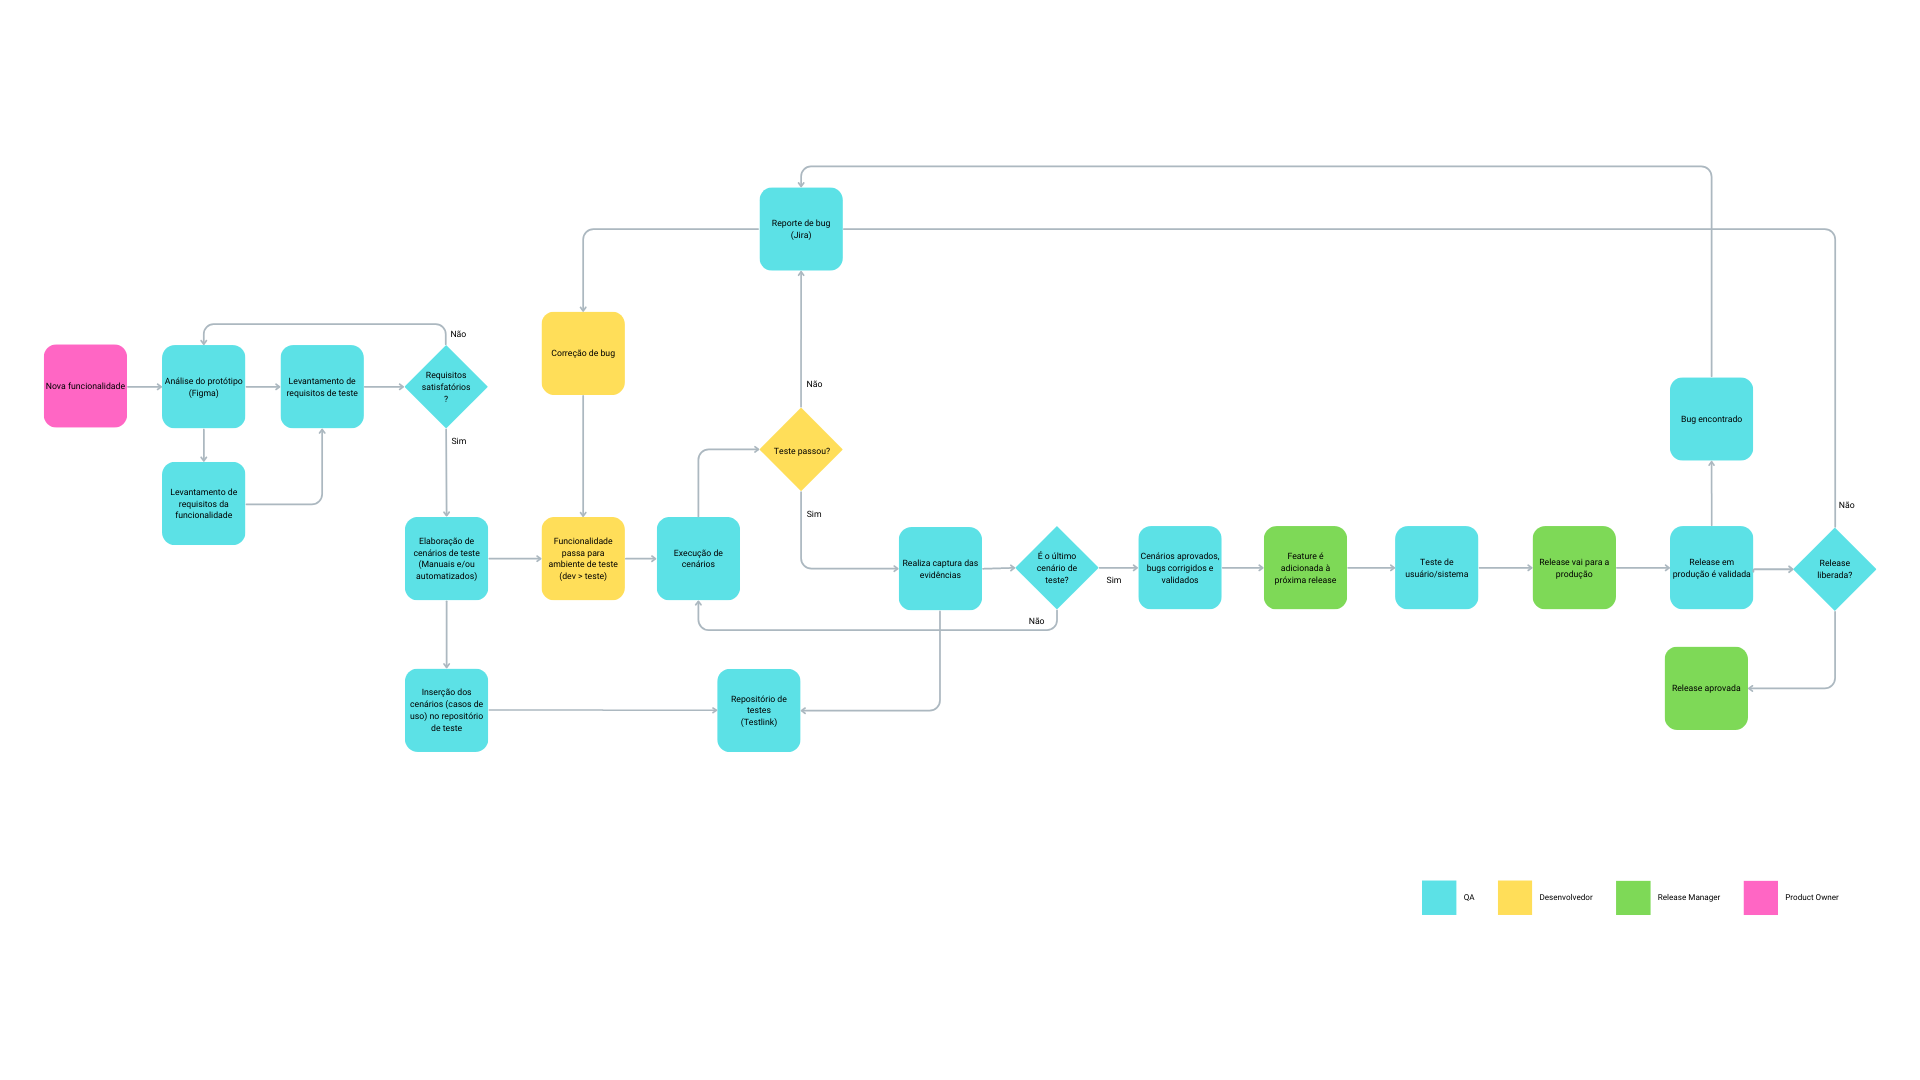 Reporte de bug
(Jira)
Não
Correção de bug
Nova funcionalidade
Análise do protótipo
(Figma)
Levantamento de
requisitos de teste
Requisitos
satisfatórios
?
Não
Bug encontrado
Sim
Teste passou?
Levantamento de
requisitos da
funcionalidade
Sim
Não
Elaboração de
cenários de teste
(Manuais e/ou
automatizados)
Funcionalidade
passa para
ambiente de teste
(dev > teste)
Execução de
cenários
Realiza captura das
evidências
É o último
cenário de
teste?
Sim
Não
Cenários aprovados,
bugs corrigidos e
validados
Feature é
adicionada à
próxima release
Teste de
usuário/sistema
Release vai para a
produção
Release em
produção é validada
Release
liberada?
Inserção dos
cenários (casos de
uso) no repositório
de teste
Repositório de
testes
(Testlink)
Release aprovada
QA
Desenvolvedor
Release Manager
Product Owner